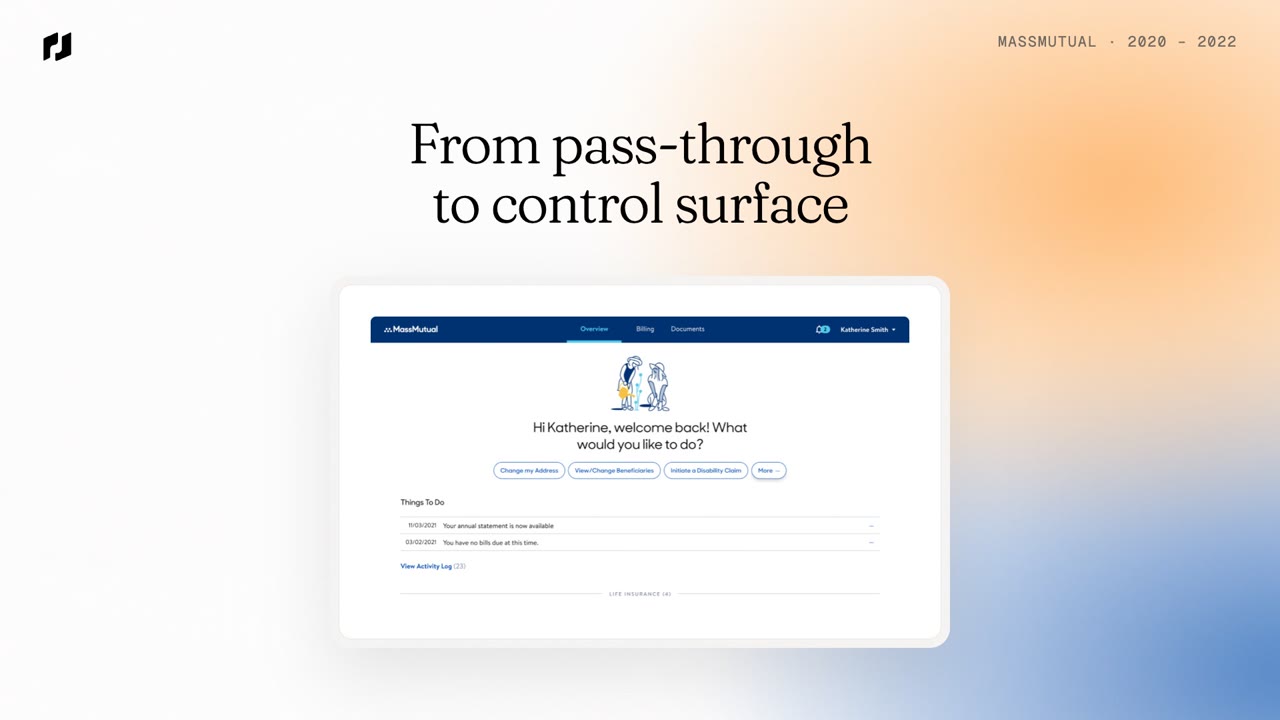 MASSMUTUAL · 2020 – 2022
From pass-through
to control surface
MassMutual
Overview
Billing
Documents
2
Katherine Smith
Hi Katherine, welcome back! What
would you like to do?
Change my Address
View/Change Beneficiaries
Initiate a Disability Claim
More
Things To Do
11/03/2021 Your annual statement is now available
03/02/2021 You have no bills due at this time.
View Activity Log (23)
LIFE INSURANCE (4)